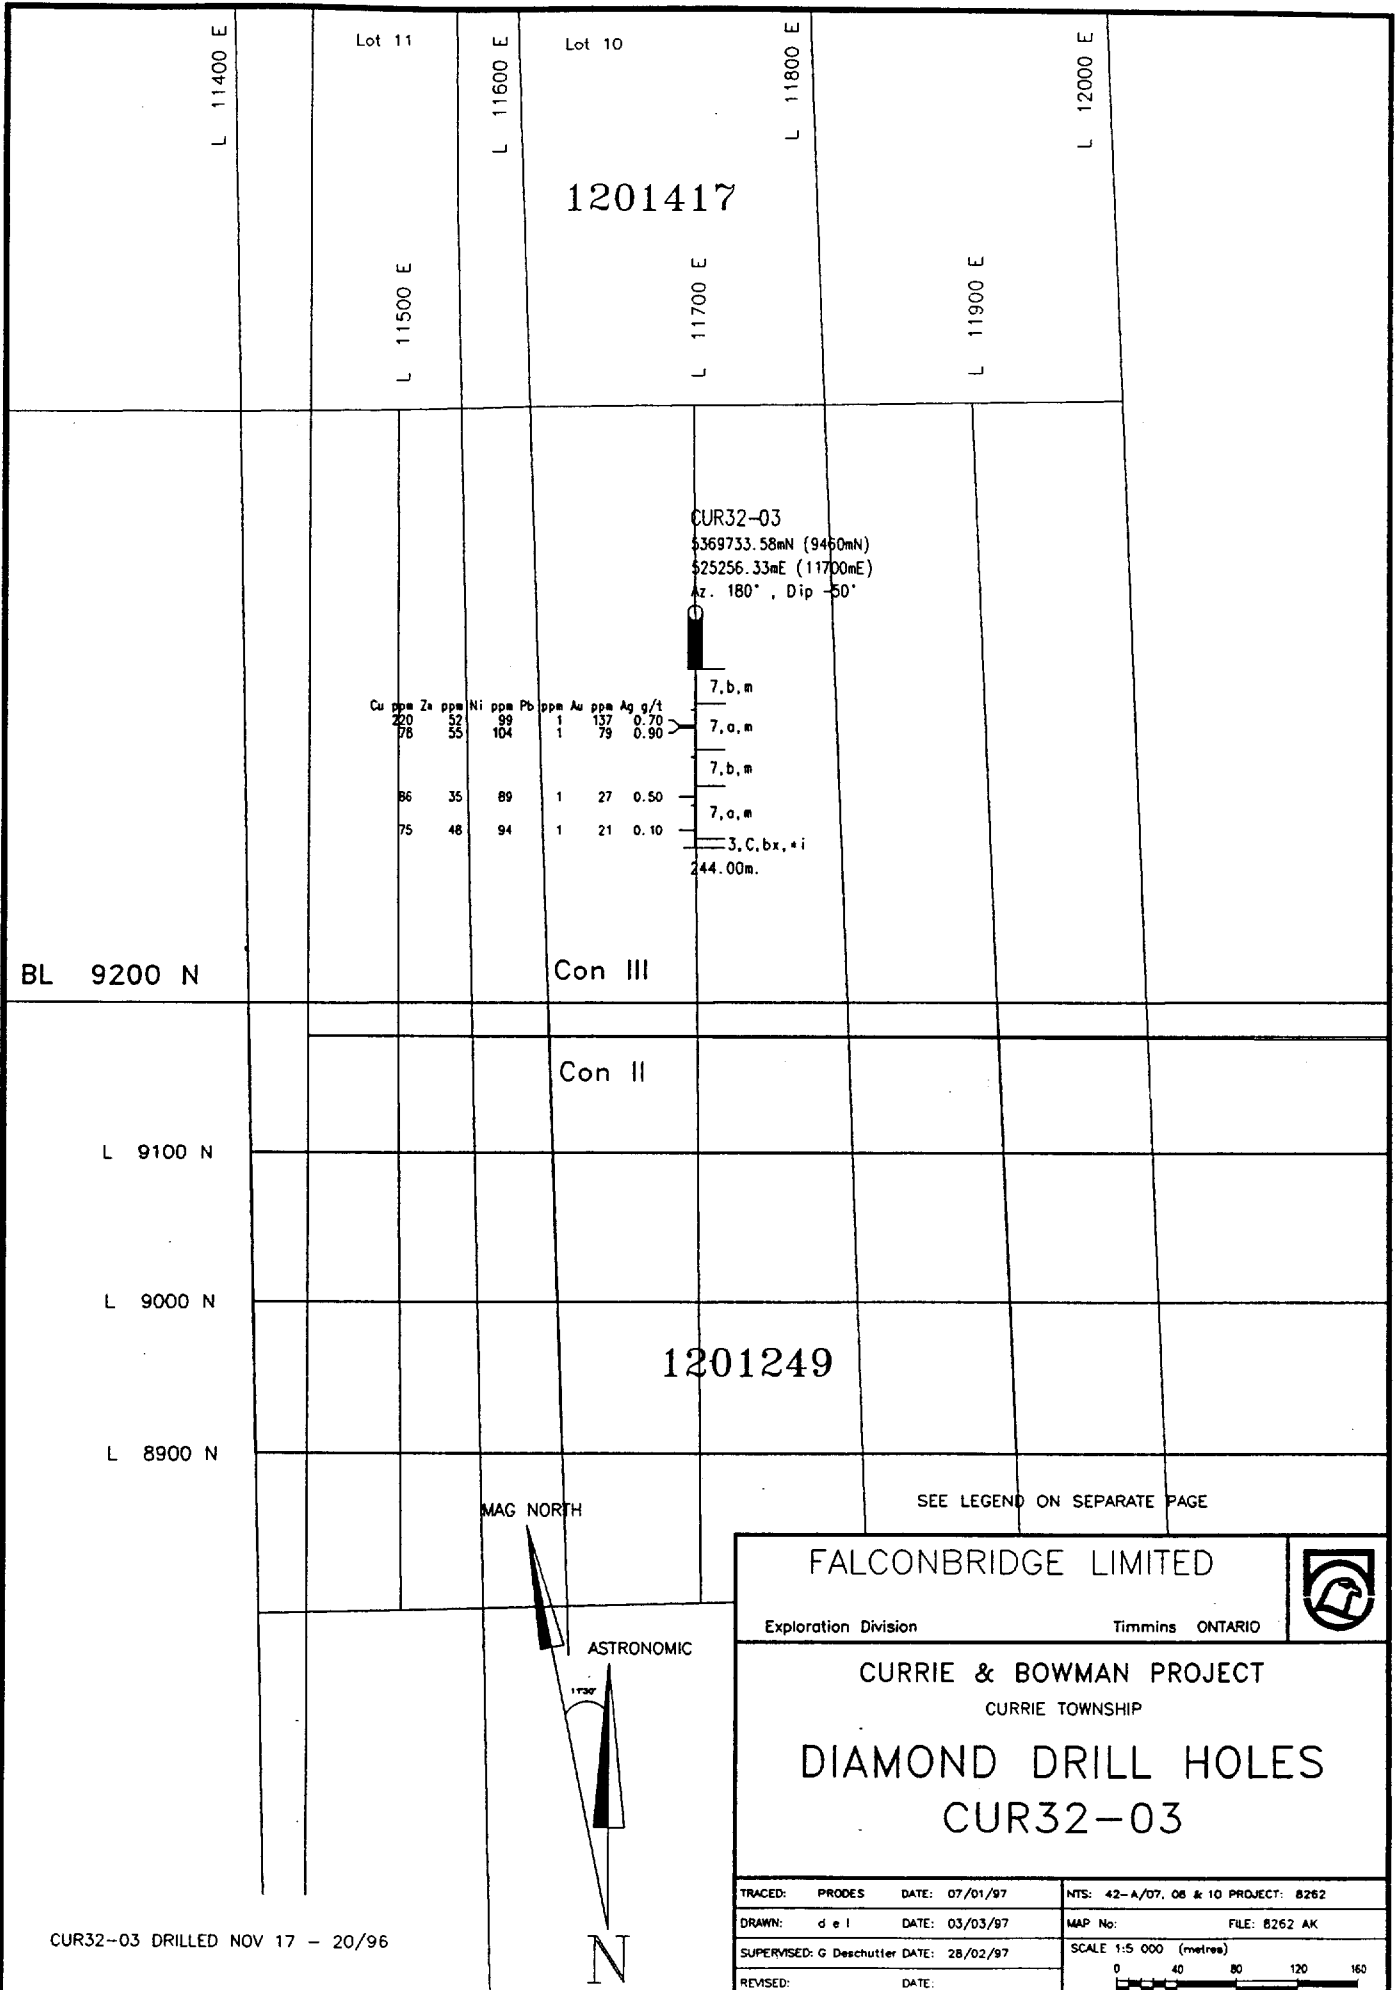 L 11400 E
Lot 11
L 11600 E
Lot 10
L 11800 E
L 12000 E
1201417
L 11500 E
L 11700 E
L 11900 E
CUR32-03
5369733.58mN (9460mN)
525256.33mE (11700mE)
Az. 180° , Dip -50°
7,b,m
Cu ppm Zn ppm Ni ppm Pb ppm Au ppm Ag g/t
220 52 99 1 137 0.70
7,a,m
78 55 104 1 79 0.90
7,b,m
86 35 89 1 27 0.50
7,a,m
75 48 94 1 21 0.10
3,C,bx,*i
244.00m.
BL 9200 N
Con III
Con II
L 9100 N
L 9000 N
1201249
L 8900 N
SEE LEGEND ON SEPARATE PAGE
MAG NORTH
ASTRONOMIC
11°30'
N
FALCONBRIDGE LIMITED
Exploration Division Timmins ONTARIO
CURRIE & BOWMAN PROJECT
CURRIE TOWNSHIP
DIAMOND DRILL HOLES
CUR32-03
TRACED: PRODES DATE: 07/01/97
NTS: 42-A/07, 08 & 10 PROJECT: 8262
DRAWN: d e l DATE: 03/03/97
MAP No: FILE: 8262 AK
SUPERVISED: G Deschutter DATE: 28/02/97
SCALE 1:5 000 (metres)
0 40 80 120 160
REVISED: DATE:
CUR32-03 DRILLED NOV 17 - 20/96